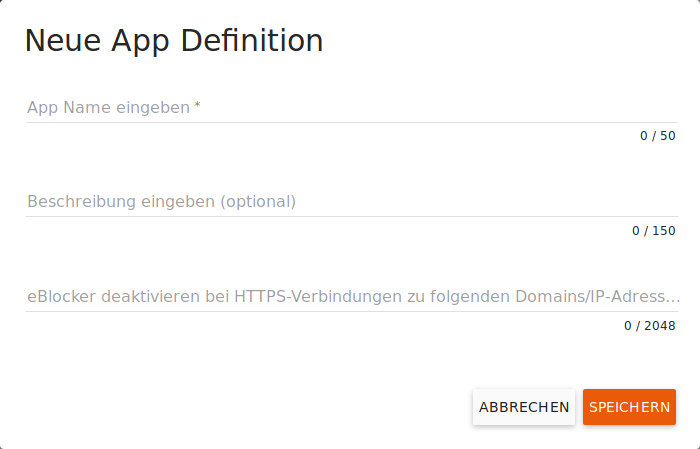 Neue App Definition
App Name eingeben *
0 / 50
Beschreibung eingeben (optional)
0 / 150
eBlocker deaktivieren bei HTTPS-Verbindungen zu folgenden Domains/IP-Adress...
0 / 2048
ABBRECHEN SPEICHERN